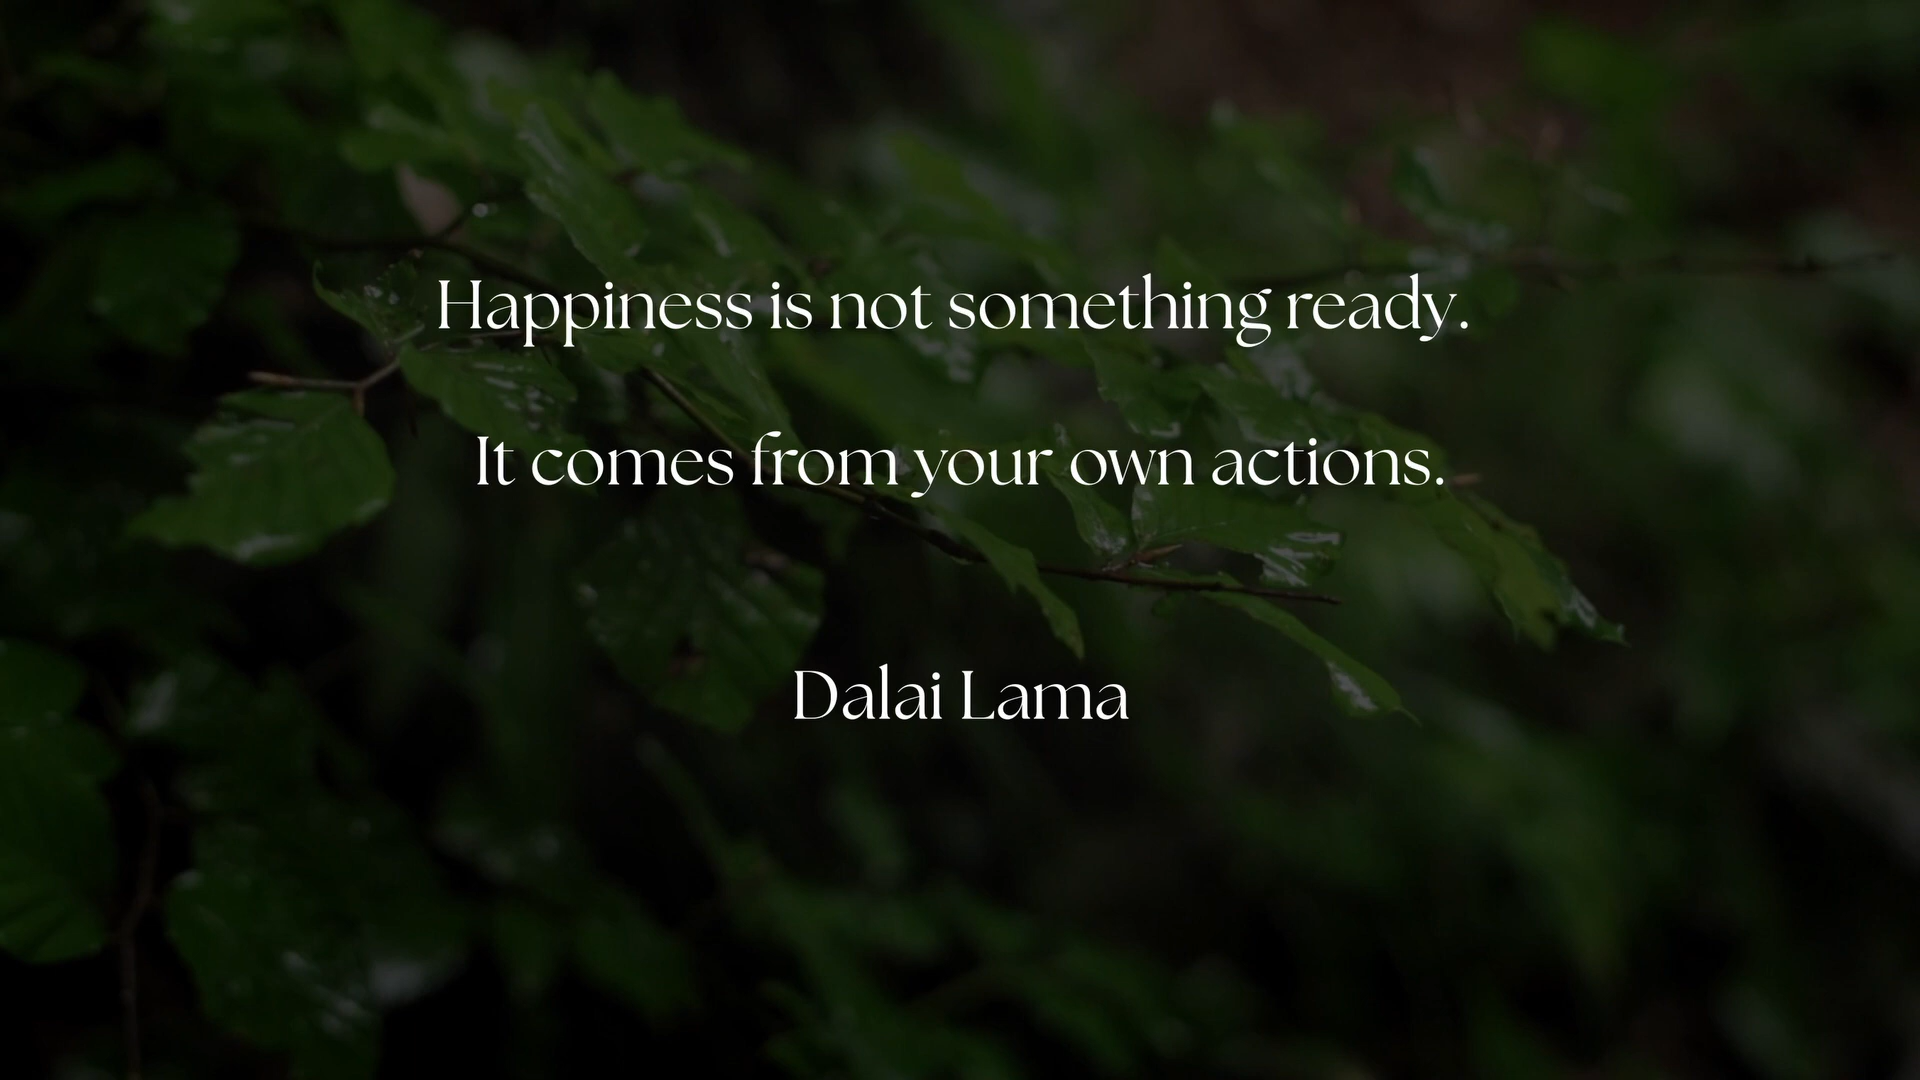 Happiness is not something ready.
It comes from your own actions.
Dalai Lama